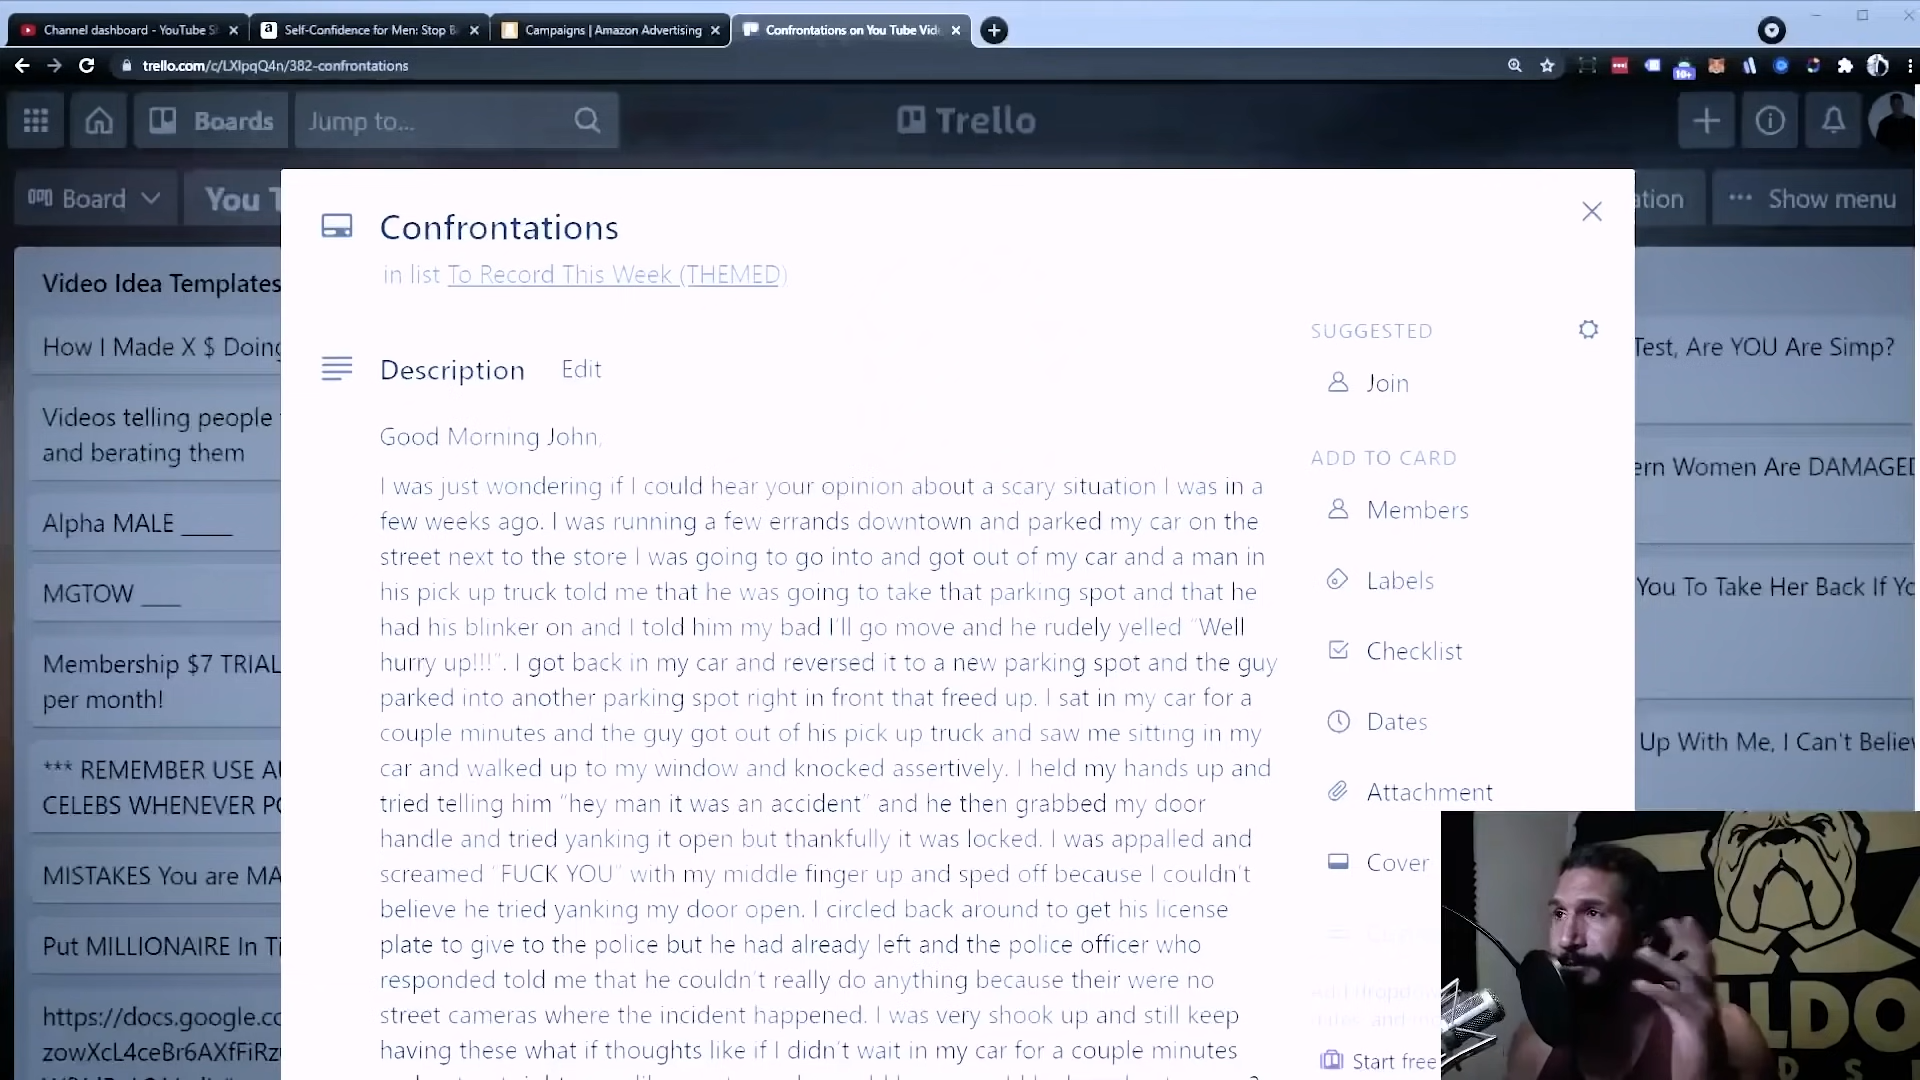 Channel dashboard - YouTube S
Self-Confidence for Men: Stop B
Campaigns | Amazon Advertising
Confrontations on You Tube Vid
trello.com/c/LXlpqQ4n/382-confrontations
10+
Boards
Jump to...
Trello
Board
You T
ation
Show menu
Video Idea Templates
How I Made X $ Doing
Videos telling people
and berating them
Alpha MALE _____
MGTOW ____
Membership $7 TRIAL
per month!
*** REMEMBER USE
CELEBS WHENEVER
MISTAKES You are MA
Put MILLIONAIRE In Ti
https://docs.google.co
Confrontations
in list To Record This Week (THEMED)
Description
Edit
Good Morning John,
I was just wondering if I could hear your opinion about a scary situation I was in a
few weeks ago. I was running a few errands downtown and parked my car on the
street next to the store I was going to go into and got out of my car and a man in
his pick up truck told me that he was going to take that parking spot and that he
had his blinker on and I told him my bad I'll go move and he rudely yelled "Well
hurry up!!!". I got back in my car and reversed it to a new parking spot and the guy
parked into another parking spot right in front that freed up. I sat in my car for a
couple minutes and the guy got out of his pick up truck and saw me sitting in my
car and walked up to my window and knocked assertively. I held my hands up and
tried telling him "hey man it was an accident" and he then grabbed my door
handle and tried yanking it open but thankfully it was locked. I was appalled and
screamed "FUCK YOU" with my middle finger up and sped off because I couldn't
believe he tried yanking my door open. I circled back around to get his license
plate to give to the police but he had already left and the police officer who
responded told me that he couldn't really do anything because their were no
street cameras where the incident happened. I was very shook up and still keep
having these what if thoughts like if I didn't wait in my car for a couple minutes
SUGGESTED
Join
ADD TO CARD
Members
Labels
Checklist
Dates
Attachment
Cover
Start free
Test, Are YOU Are Simp?
ern Women Are DAMAGED
You To Take Her Back If Yo
Up With Me, I Can't Believ
LLDO